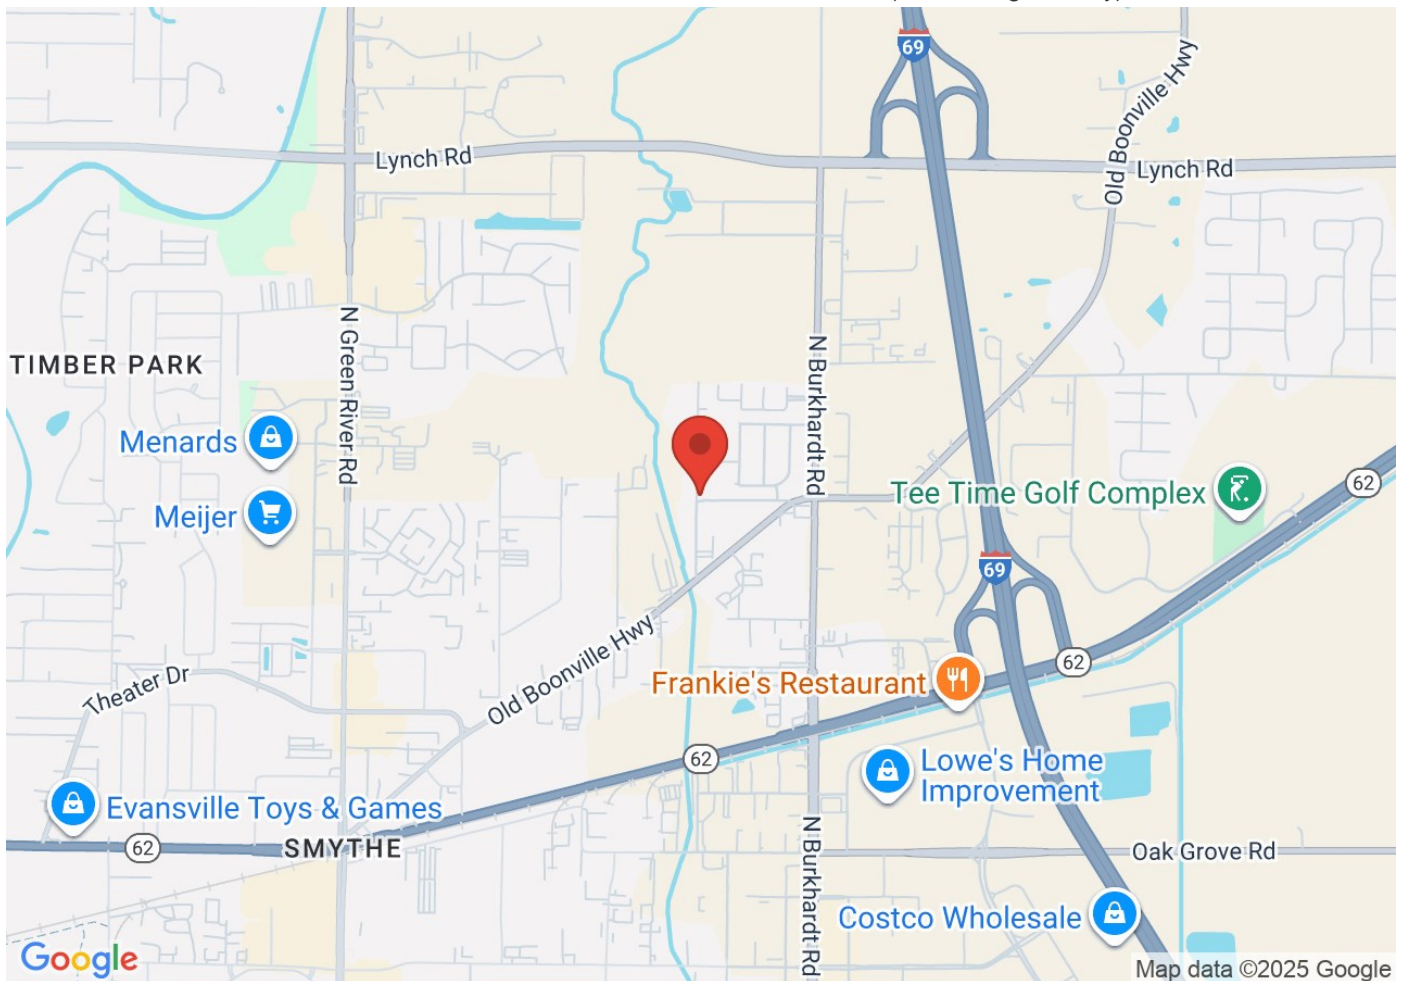 69
Old Boonville Hwy
Lynch Rd
Lynch Rd
N Green River Rd
N Burkhardt Rd
TIMBER PARK
Menards
Meijer
Tee Time Golf Complex
62
69
Old Boonville Hwy
Theater Dr
62
Frankie's Restaurant
62
Lowe's Home
Improvement
Evansville Toys & Games
62
SMYTHE
N Burkhardt Rd
Oak Grove Rd
Costco Wholesale
Google
Map data ©2025 Google